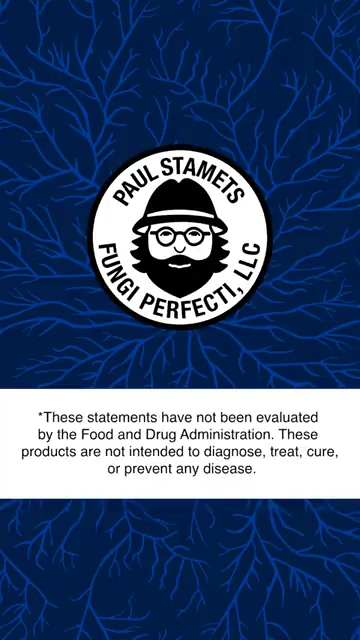 PAUL STAMETS
FUNGI PERFECTI, LLC
*These statements have not been evaluated
by the Food and Drug Administration. These
products are not intended to diagnose, treat, cure,
or prevent any disease.